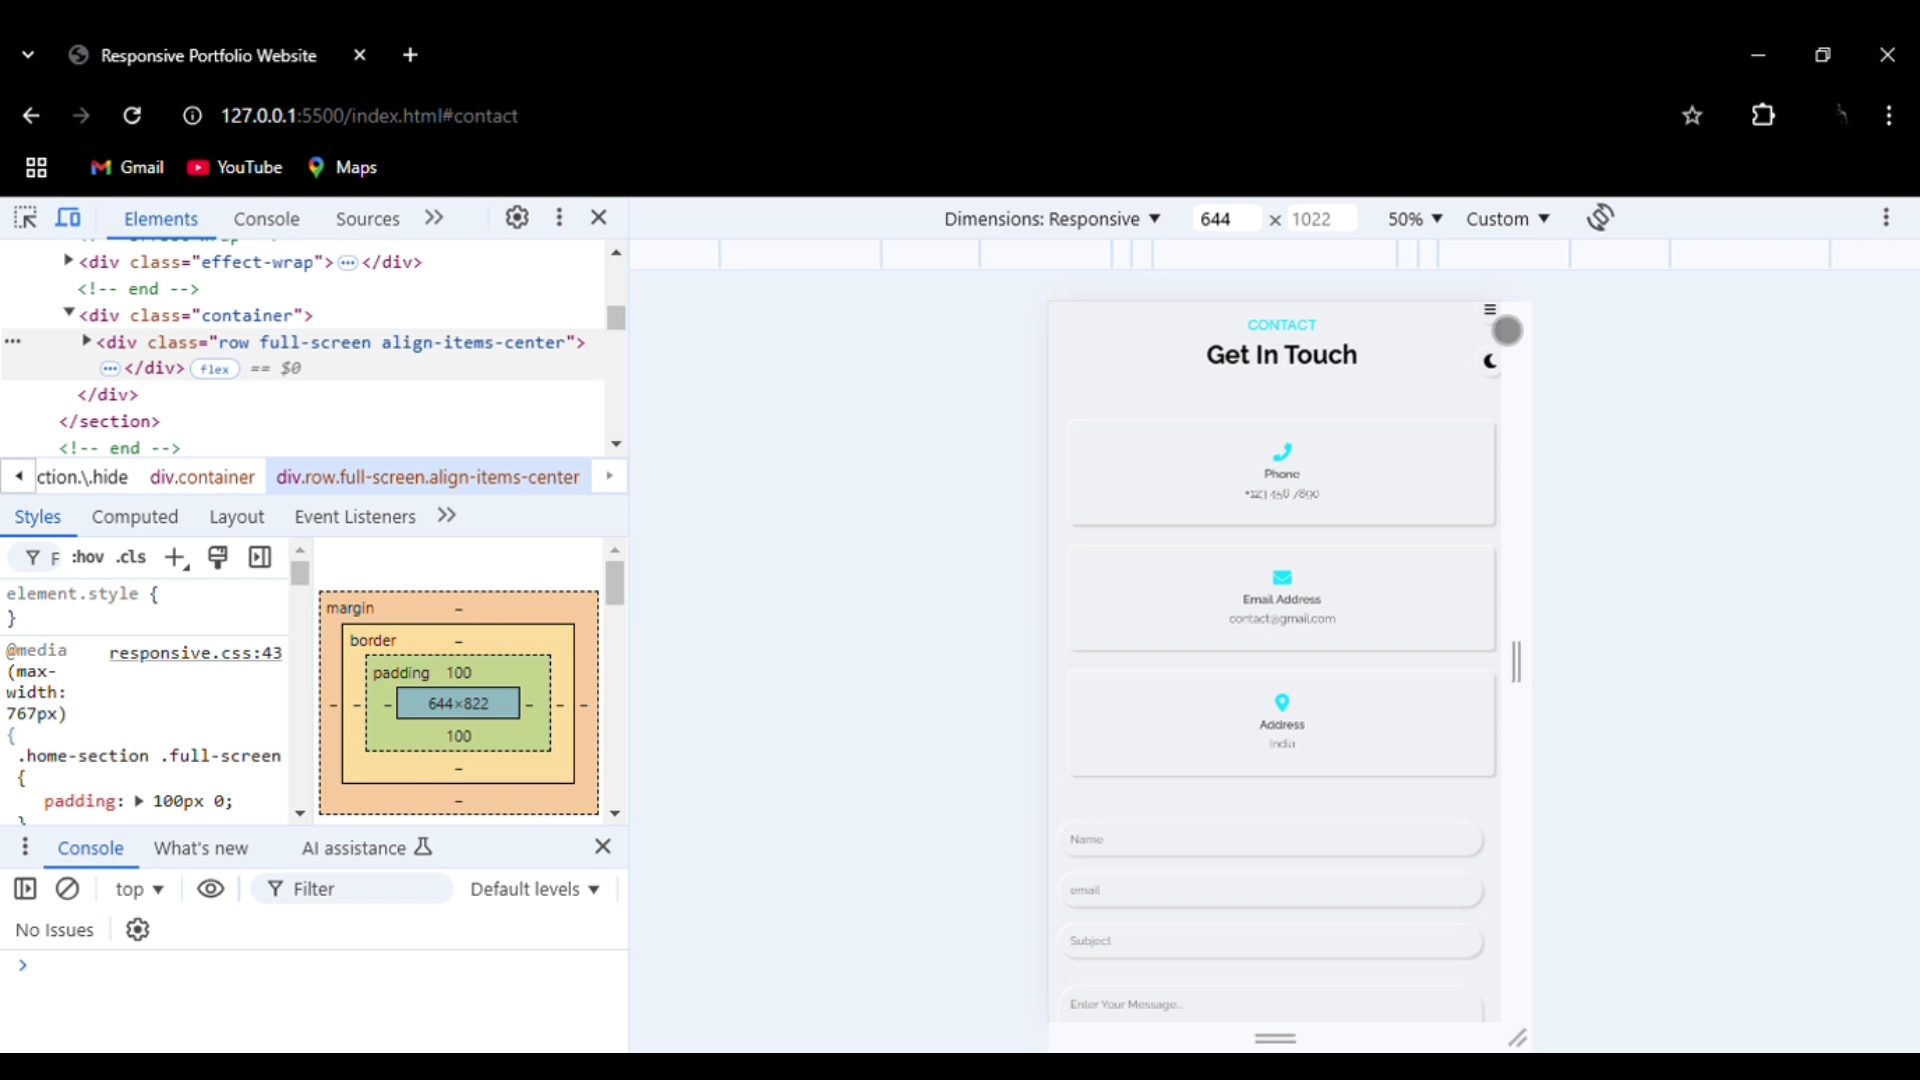 Responsive Portfolio Website
127.0.0.1:5500/index.html#contact
Gmail YouTube Maps
Elements Console Sources
<div class="effect-wrap"> </div>
<!-- end -->
<div class="container">
<div class="row full-screen align-items-center">
</div> flex == $0
</div>
</section>
<!-- end -->
ction.\.hide div.container div.row.full-screen.align-items-center
Styles Computed Layout Event Listeners
F :hov .cls
element.style {
}
@media responsive.css:43
(max-
width:
767px)
{
.home-section .full-screen
{
padding: 100px 0;
}
margin –
border –
padding 100
– – – 644×822 – – –
100
–
–
Console What's new AI assistance
top Filter Default levels
No Issues
Dimensions: Responsive 644 x 1022 50% Custom
CONTACT
Get In Touch
Phone
Email Address
contact@gmail.com
Address
India
Name
email
Subject
Enter Your Message...